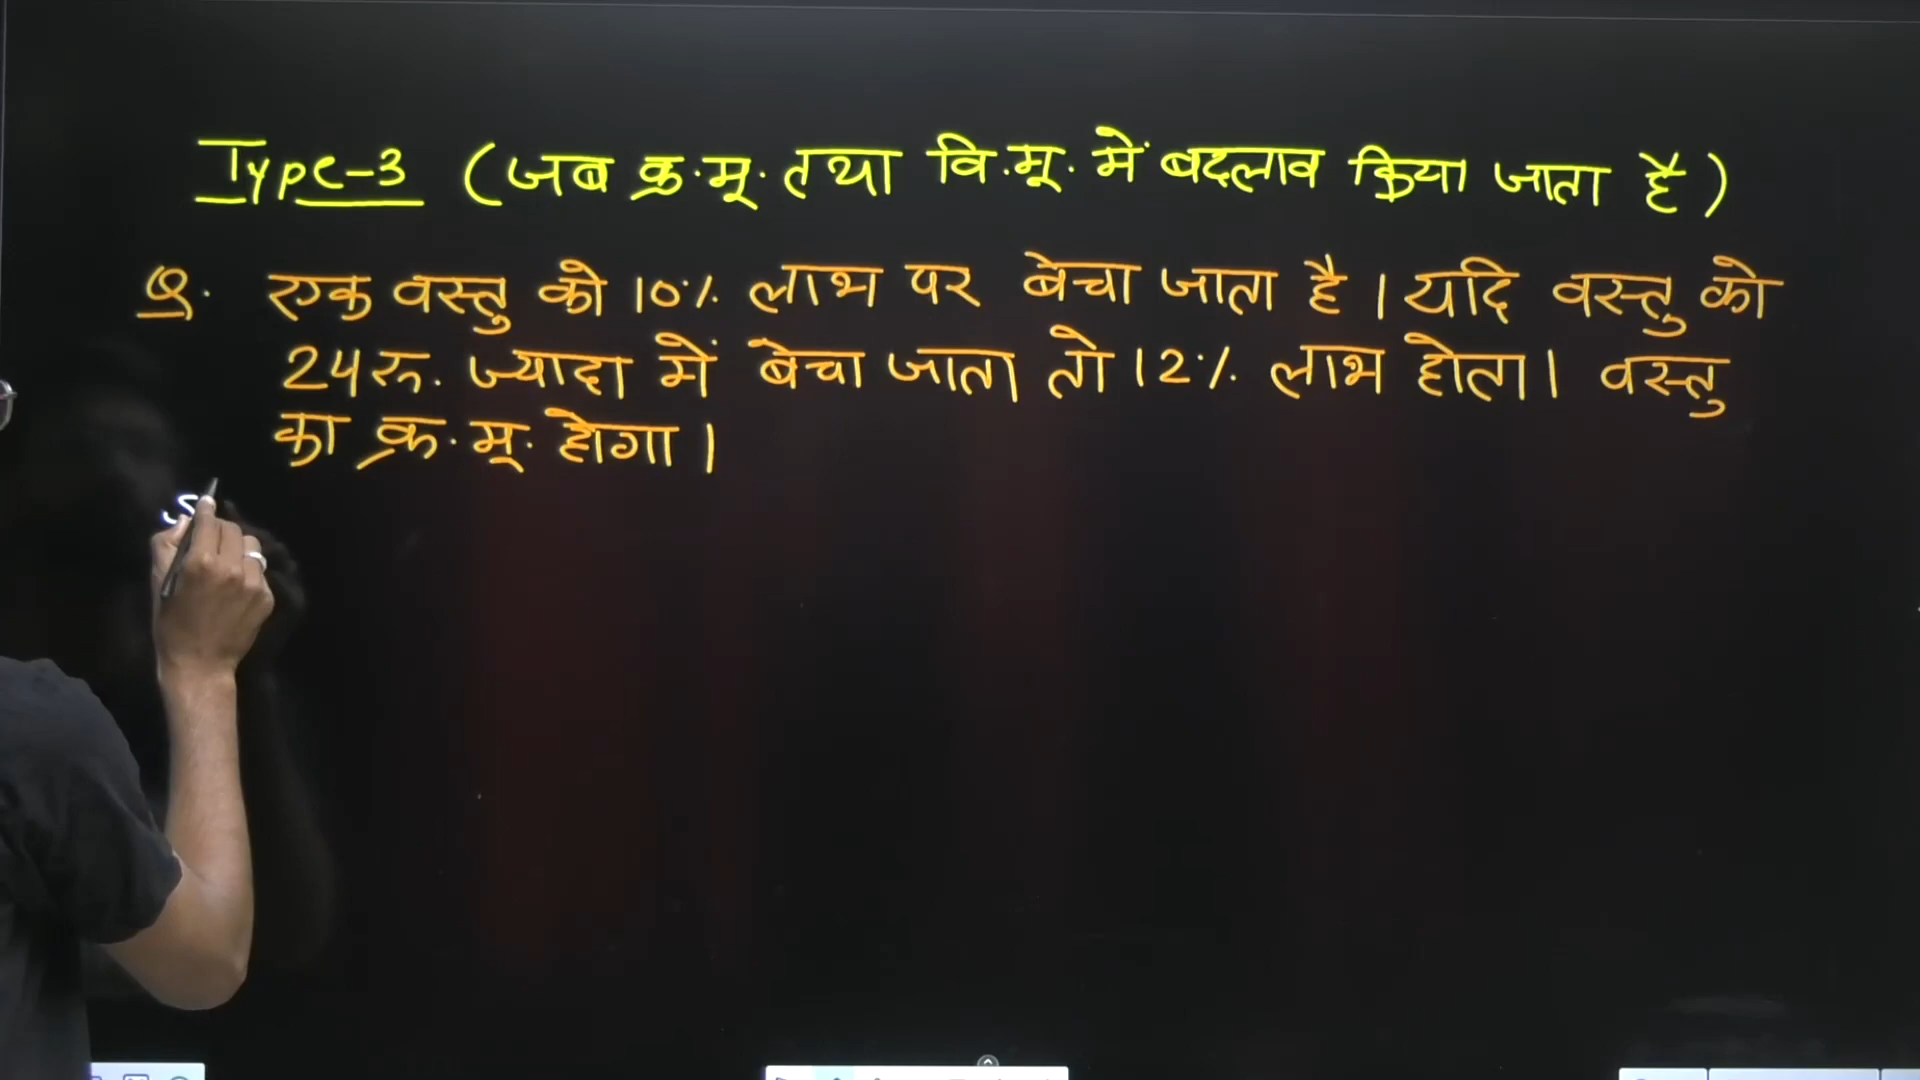 Type-3 (जब क्र.मू. तथा वि.मू. में बदलाव किया जाता है)
Q. एक वस्तु को 10% लाभ पर बेचा जाता है। यदि वस्तु को
24रु. ज्यादा में बेचा जाता तो 12% लाभ होता। वस्तु
का क्र.मू. होगा।
S